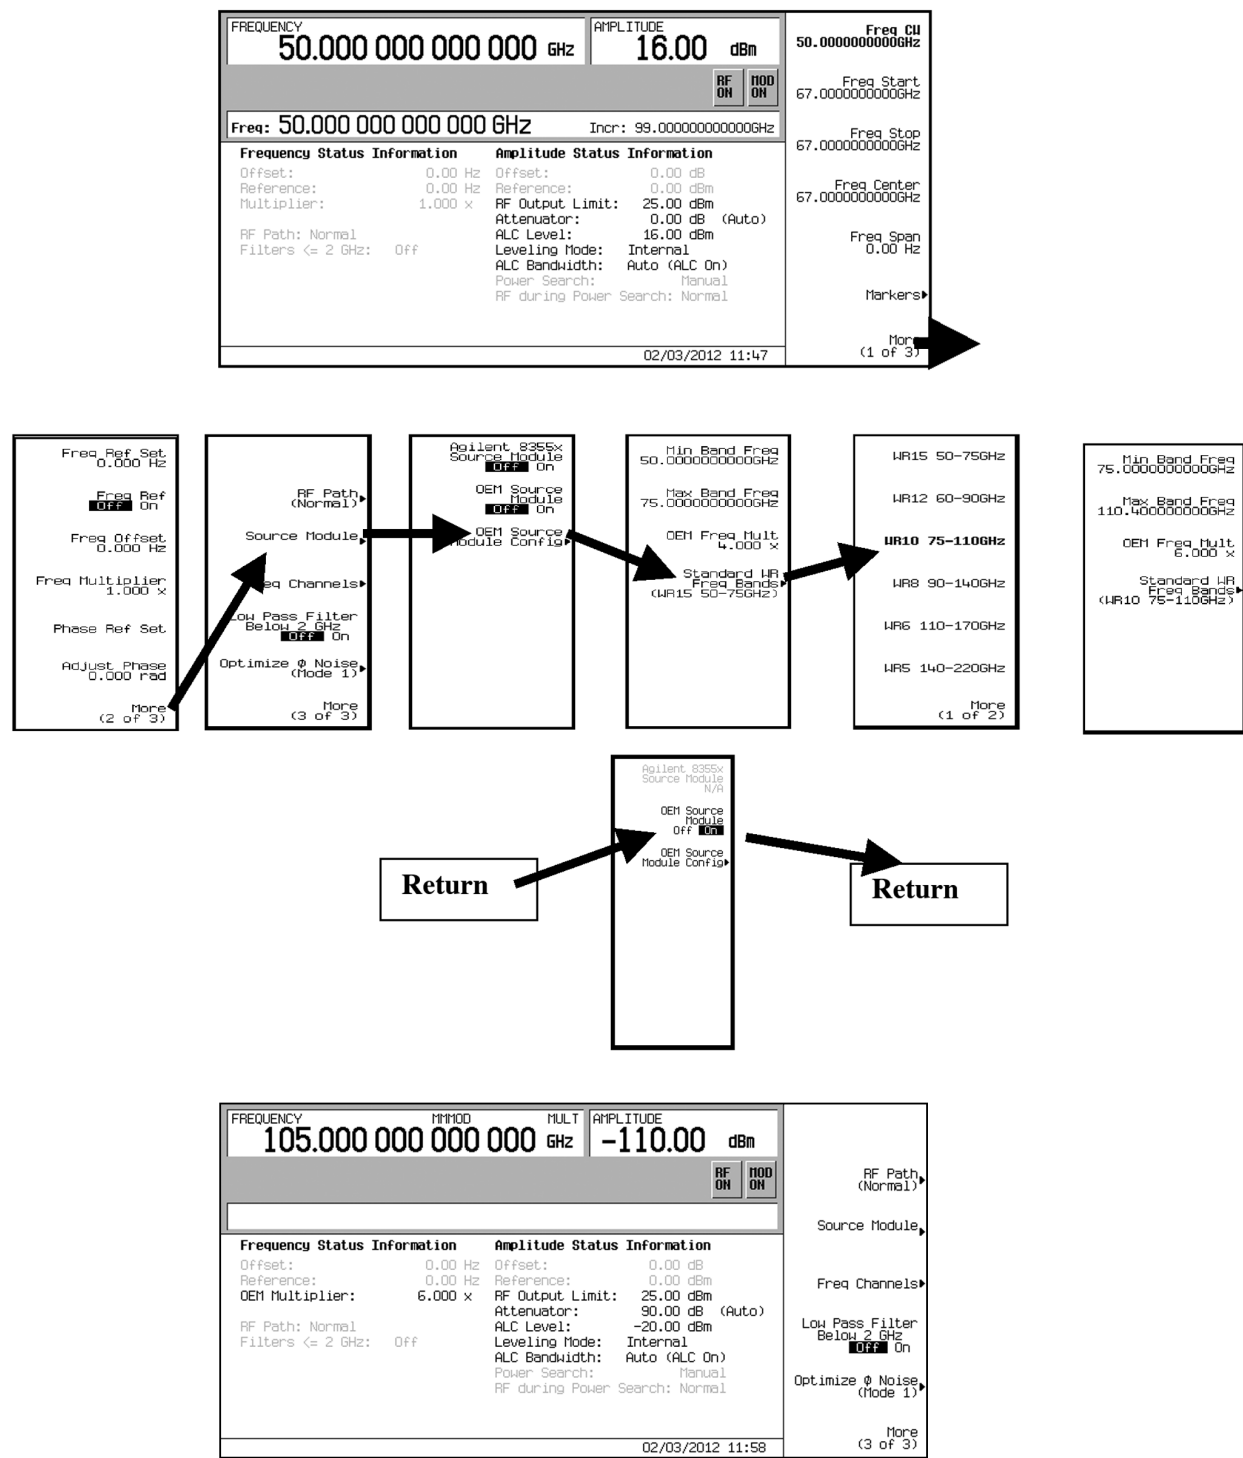 FREQUENCY
50.000 000 000 000 GHz
AMPLITUDE
16.00 dBm
RF ON
MOD ON
Freq: 50.000 000 000 000 GHz Incr: 99.000000000000GHz
Frequency Status Information
Offset: 0.00 Hz
Reference: 0.00 Hz
Multiplier: 1.000 x
RF Path: Normal
Filters <= 2 GHz: Off
Amplitude Status Information
Offset: 0.00 dB
Reference: 0.00 dBm
RF Output Limit: 25.00 dBm
Attenuator: 0.00 dB (Auto)
ALC Level: 16.00 dBm
Leveling Mode: Internal
ALC Bandwidth: Auto (ALC On)
Power Search: Manual
RF during Power Search: Normal
02/03/2012 11:47
Freq CW
50.0000000000GHz
Freq Start
67.0000000000GHz
Freq Stop
67.0000000000GHz
Freq Center
67.0000000000GHz
Freq Span
0.00 Hz
Markers
More
(1 of 3)
Freq Ref Set
0.000 Hz
Freq Ref
Off On
Freq Offset
0.000 Hz
Freq Multiplier
1.000 x
Phase Ref Set
Adjust Phase
0.000 rad
More
(2 of 3)
RF Path
(Normal)
Source Module
Freq Channels
Low Pass Filter
Below 2 GHz
Off On
Optimize Φ Noise
(Mode 1)
More
(3 of 3)
Agilent 8355x
Source Module
Off On
OEM Source
Module
Off On
OEM Source
Module Config
Min Band Freq
50.0000000000GHz
Max Band Freq
75.0000000000GHz
OEM Freq Mult
4.000 x
Standard WR
Freq Bands
(WR15 50-75GHz)
WR15 50-75GHz
WR12 60-90GHz
WR10 75-110GHz
WR8 90-140GHz
WR6 110-170GHz
WR5 140-220GHz
More
(1 of 2)
Min Band Freq
75.0000000000GHz
Max Band Freq
110.400000000GHz
OEM Freq Mult
6.000 x
Standard WR
Freq Bands
(WR10 75-110GHz)
Return
Agilent 8355x
Source Module
N/A
OEM Source
Module
Off On
OEM Source
Module Config
Return
FREQUENCY MMMOD MULT
105.000 000 000 000 GHz
AMPLITUDE
-110.00 dBm
RF ON
MOD ON
Frequency Status Information
Offset: 0.00 Hz
Reference: 0.00 Hz
OEM Multiplier: 6.000 x
RF Path: Normal
Filters <= 2 GHz: Off
Amplitude Status Information
Offset: 0.00 dB
Reference: 0.00 dBm
RF Output Limit: 25.00 dBm
Attenuator: 90.00 dB (Auto)
ALC Level: -20.00 dBm
Leveling Mode: Internal
ALC Bandwidth: Auto (ALC On)
Power Search: Manual
RF during Power Search: Normal
02/03/2012 11:58
RF Path
(Normal)
Source Module
Freq Channels
Low Pass Filter
Below 2 GHz
Off On
Optimize Φ Noise
(Mode 1)
More
(3 of 3)